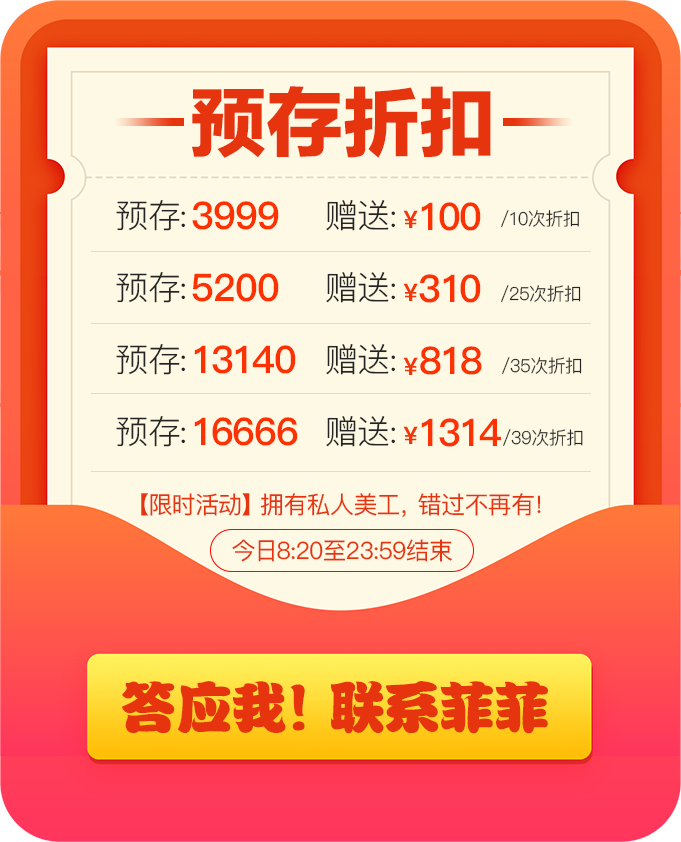 预存折扣
预存:3999 赠送:¥100 /10次折扣
预存:5200 赠送:¥310 /25次折扣
预存:13140 赠送:¥818 /35次折扣
预存:16666 赠送:¥1314/39次折扣
【限时活动】拥有私人美工,错过不再有!
今日8:20至23:59结束
答应我!联系菲菲